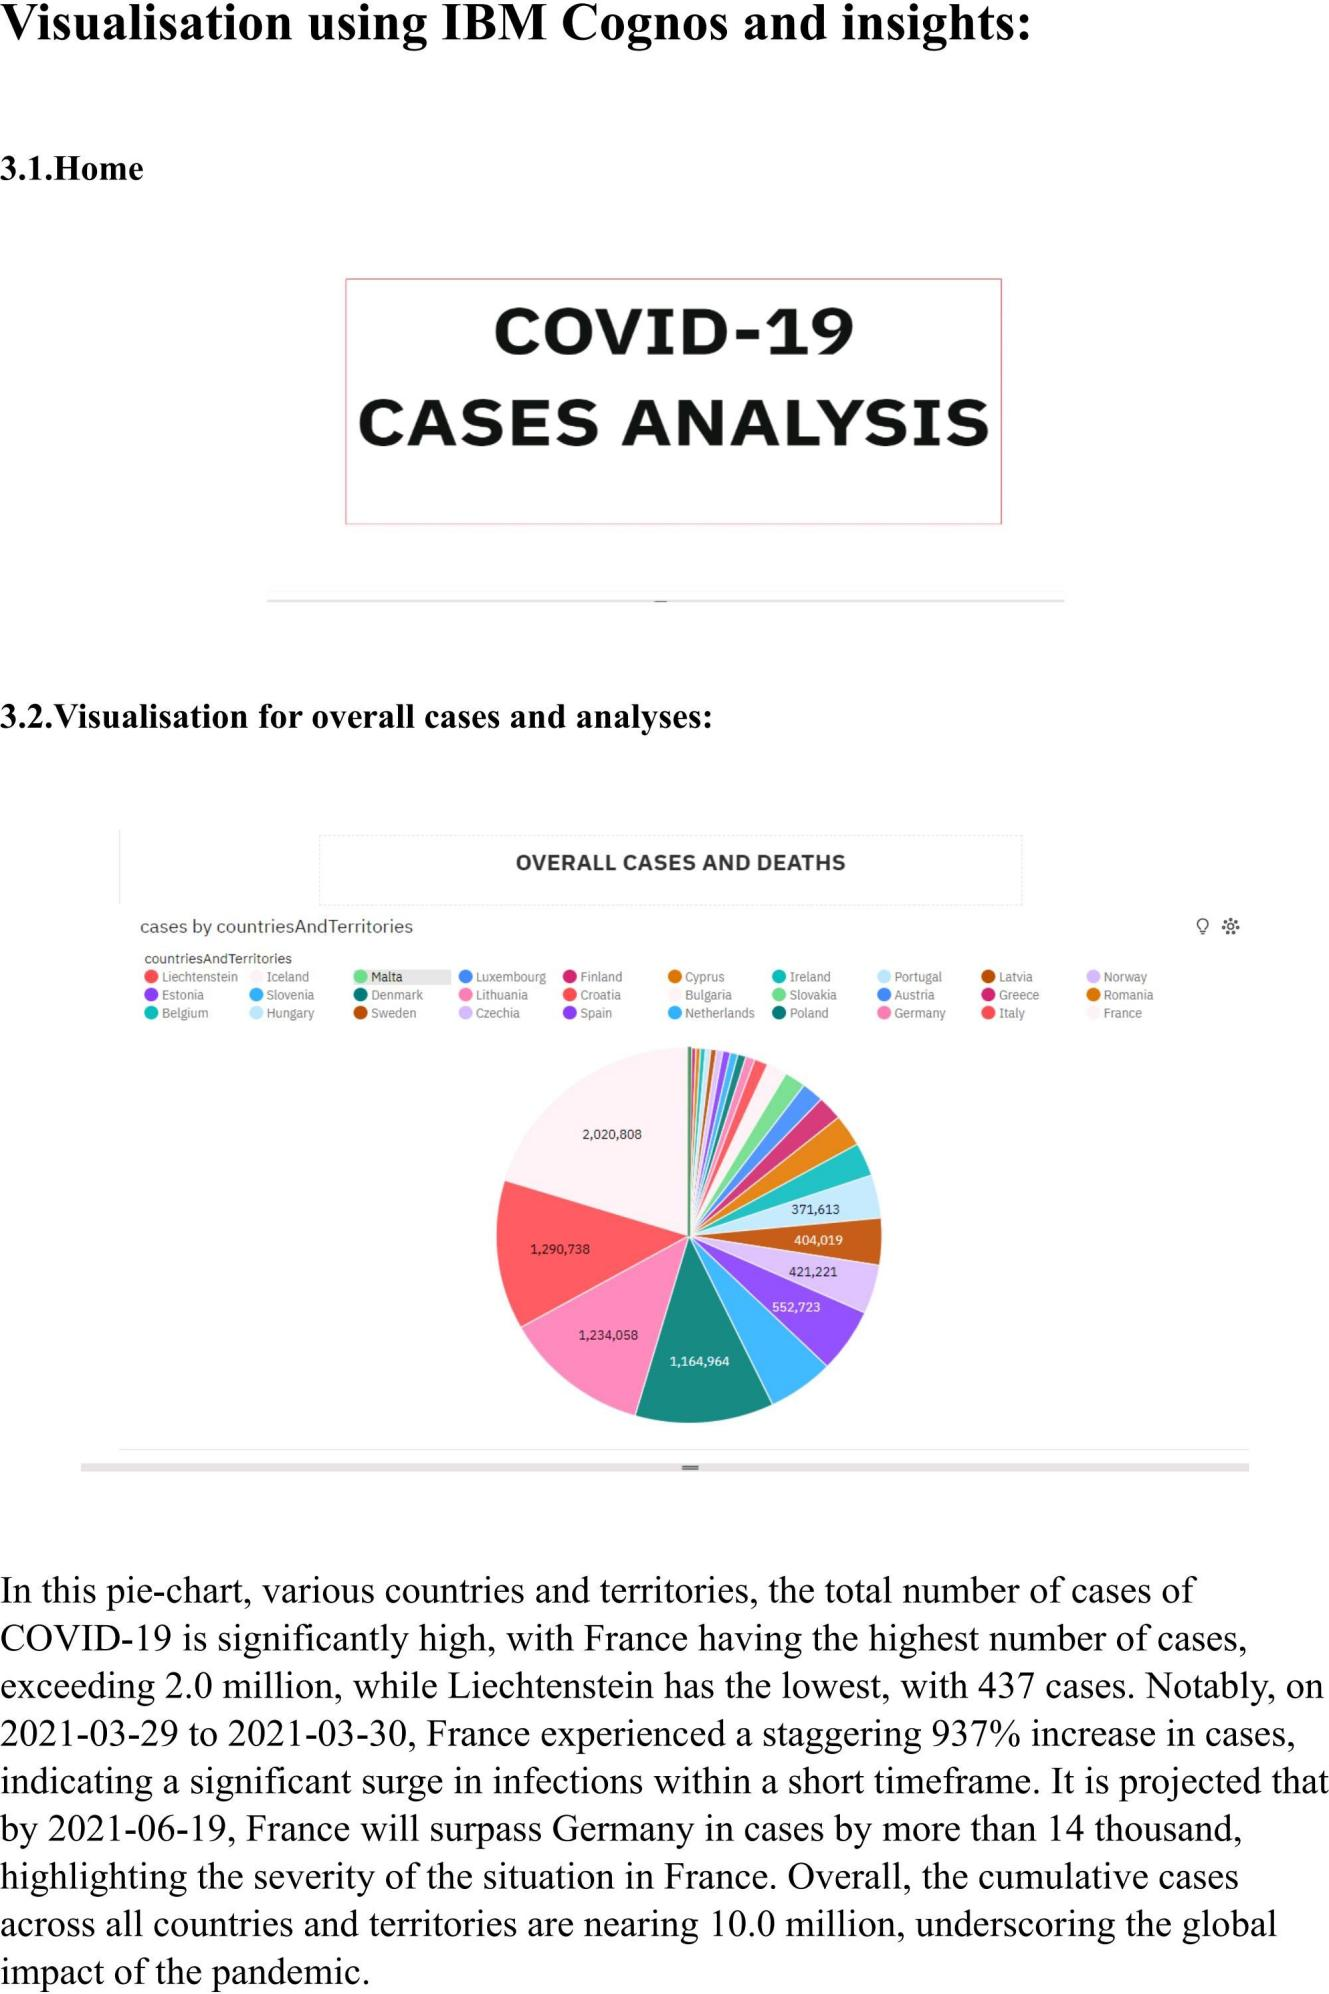 Visualisation using IBM Cognos and insights:
3.1.Home
COVID-19
CASES ANALYSIS
3.2.Visualisation for overall cases and analyses:
OVERALL CASES AND DEATHS
cases by countriesAndTerritories
countriesAndTerritories
Liechtenstein Iceland Malta Luxembourg Finland Cyprus Ireland Portugal Latvia Norway
Estonia Slovenia Denmark Lithuania Croatia Bulgaria Slovakia Austria Greece Romania
Belgium Hungary Sweden Czechia Spain Netherlands Poland Germany Italy France
2,020,808
371,613
404,019
1,290,738
421,221
552,723
1,234,058
1,164,964
In this pie-chart, various countries and territories, the total number of cases of
COVID-19 is significantly high, with France having the highest number of cases,
exceeding 2.0 million, while Liechtenstein has the lowest, with 437 cases. Notably, on
2021-03-29 to 2021-03-30, France experienced a staggering 937% increase in cases,
indicating a significant surge in infections within a short timeframe. It is projected that
by 2021-06-19, France will surpass Germany in cases by more than 14 thousand,
highlighting the severity of the situation in France. Overall, the cumulative cases
across all countries and territories are nearing 10.0 million, underscoring the global
impact of the pandemic.